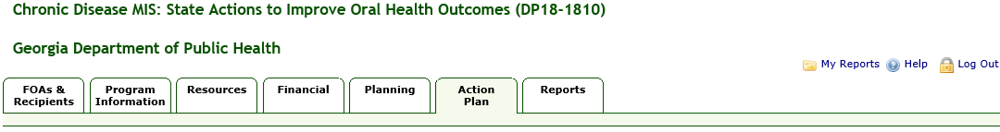 Chronic Disease MIS: State Actions to Improve Oral Health Outcomes (DP18-1810)
Georgia Department of Public Health
My Reports Help Log Out
FOAs & Recipients Program Information Resources Financial Planning Action Plan Reports